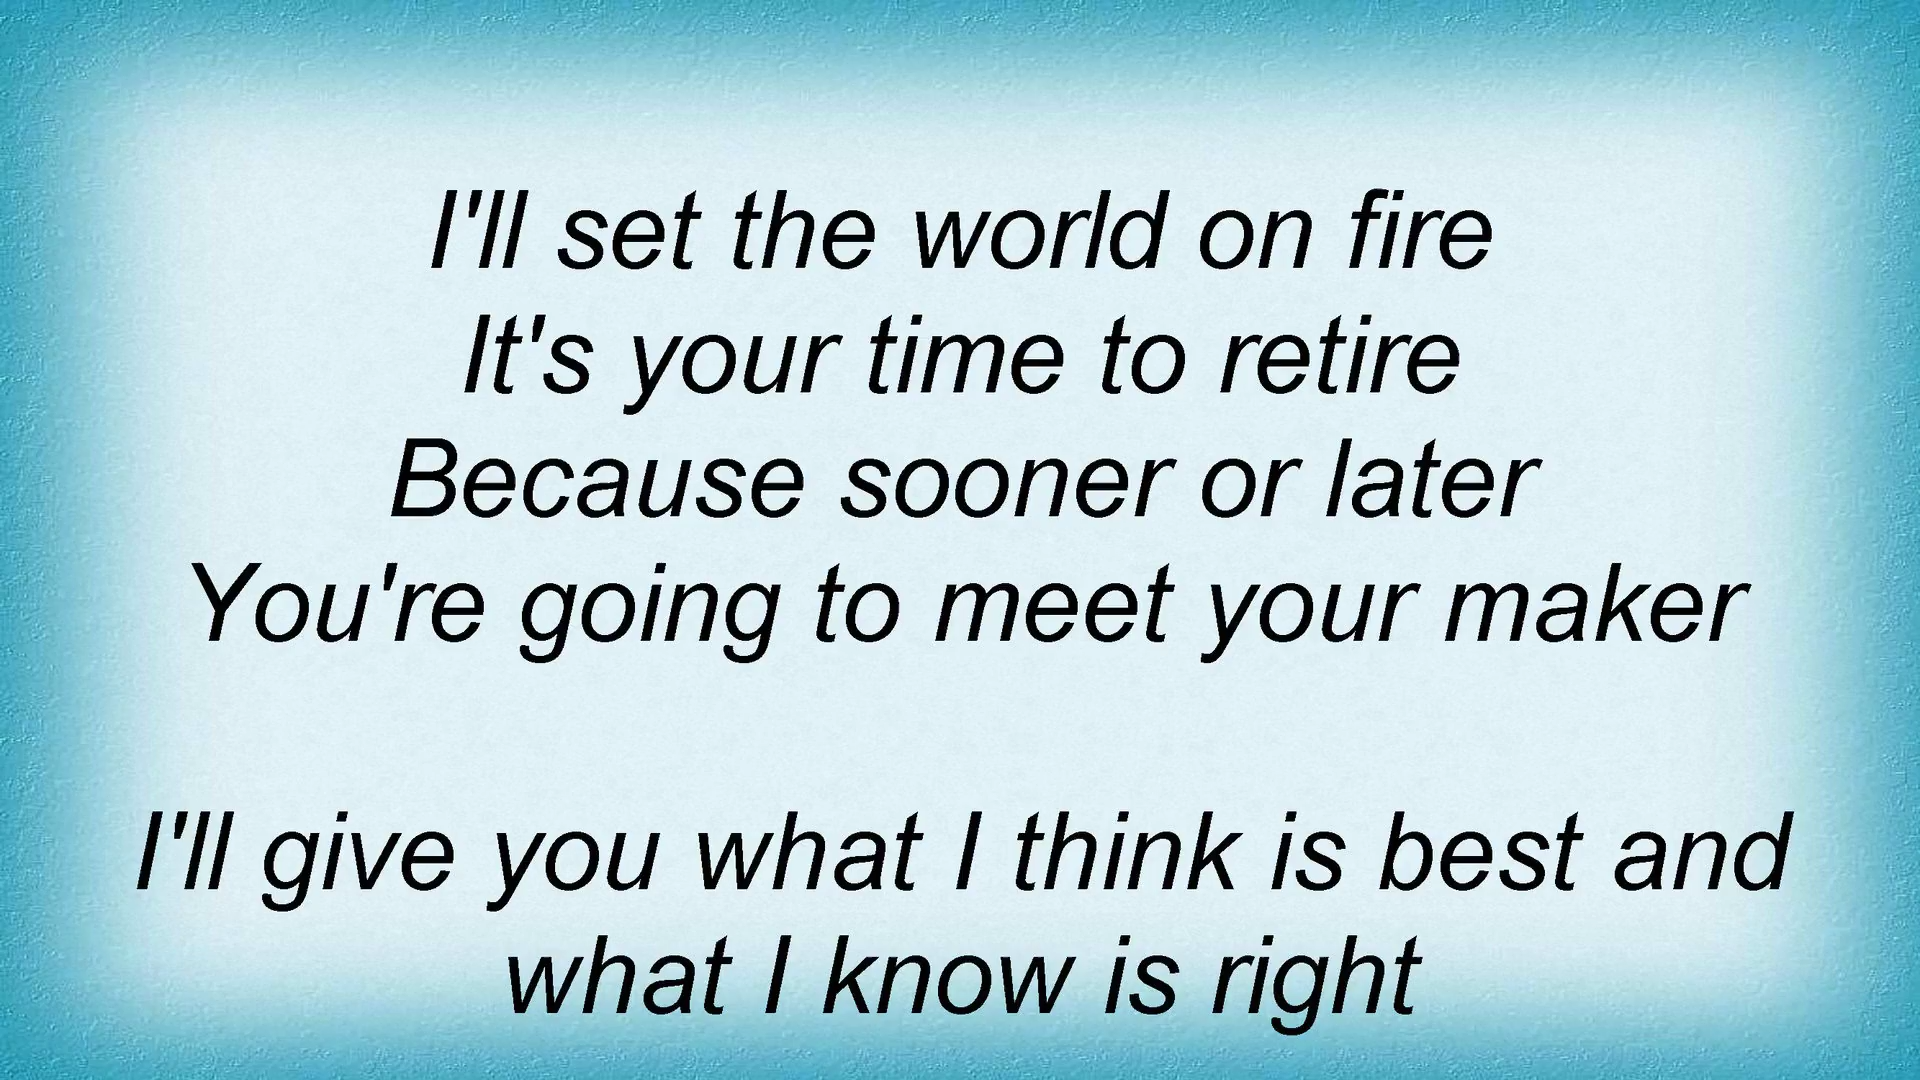 I'll set the world on fire
It's your time to retire
Because sooner or later
You're going to meet your maker
I'll give you what I think is best and
what I know is right